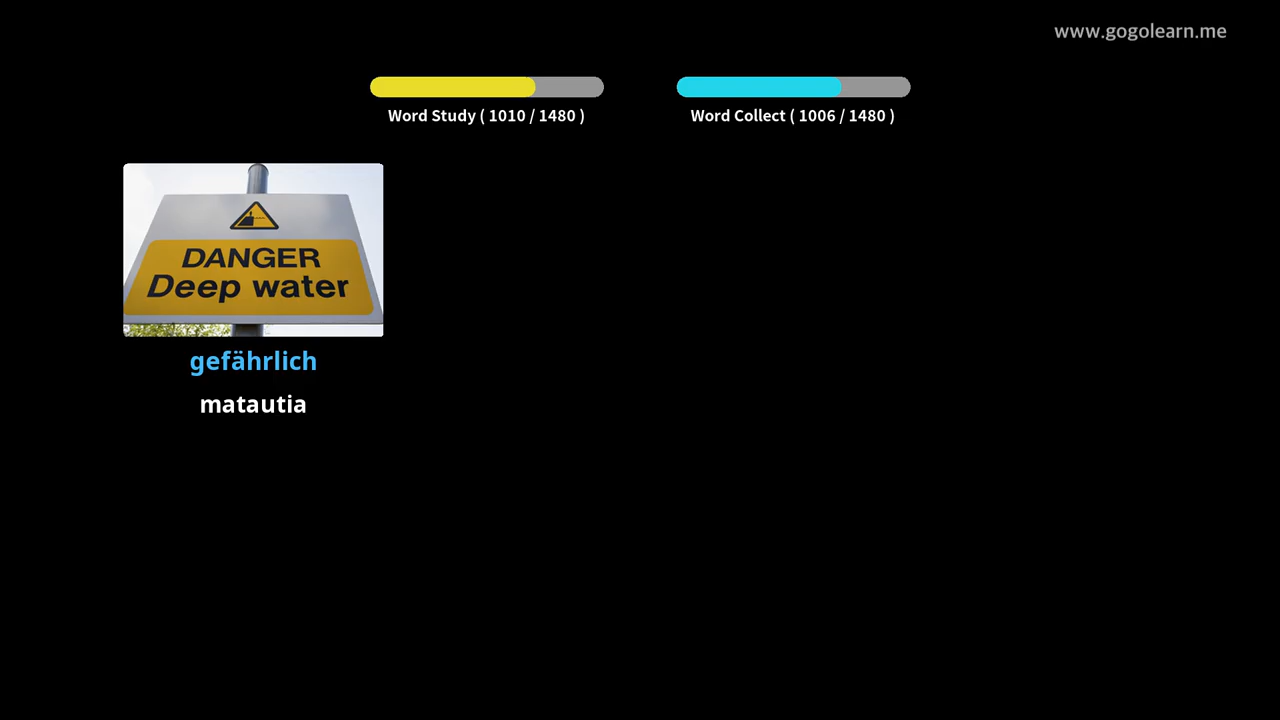 www.gogolearn.me
Word Study ( 1010 / 1480 )
Word Collect ( 1006 / 1480 )
DANGER
Deep water
gefährlich
matautia